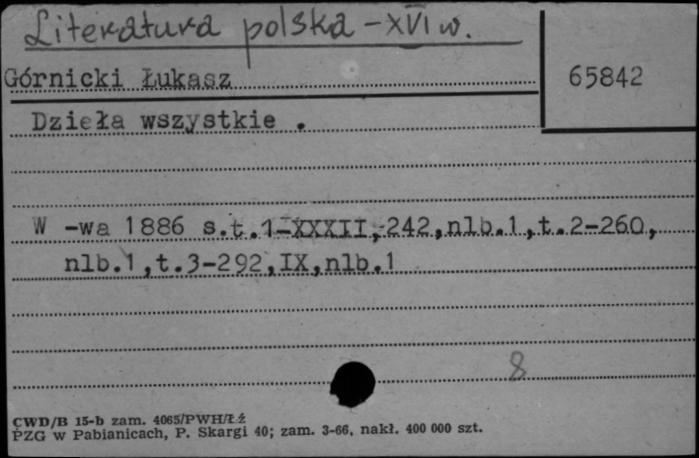 Literatura polska - XVI w.
Górnicki Łukasz
65842
Dzieła wszystkie .
W -wa 1886 s.t.1-XXXII,-242,nlb.1,t.2-260,
nlb.1,t.3-292,IX,nlb.1
8
CWD/B 15-b zam. 4065/PWH/Łź
PZG w Pabianicach, P. Skargi 40; zam. 3-66, nakł. 400 000 szt.